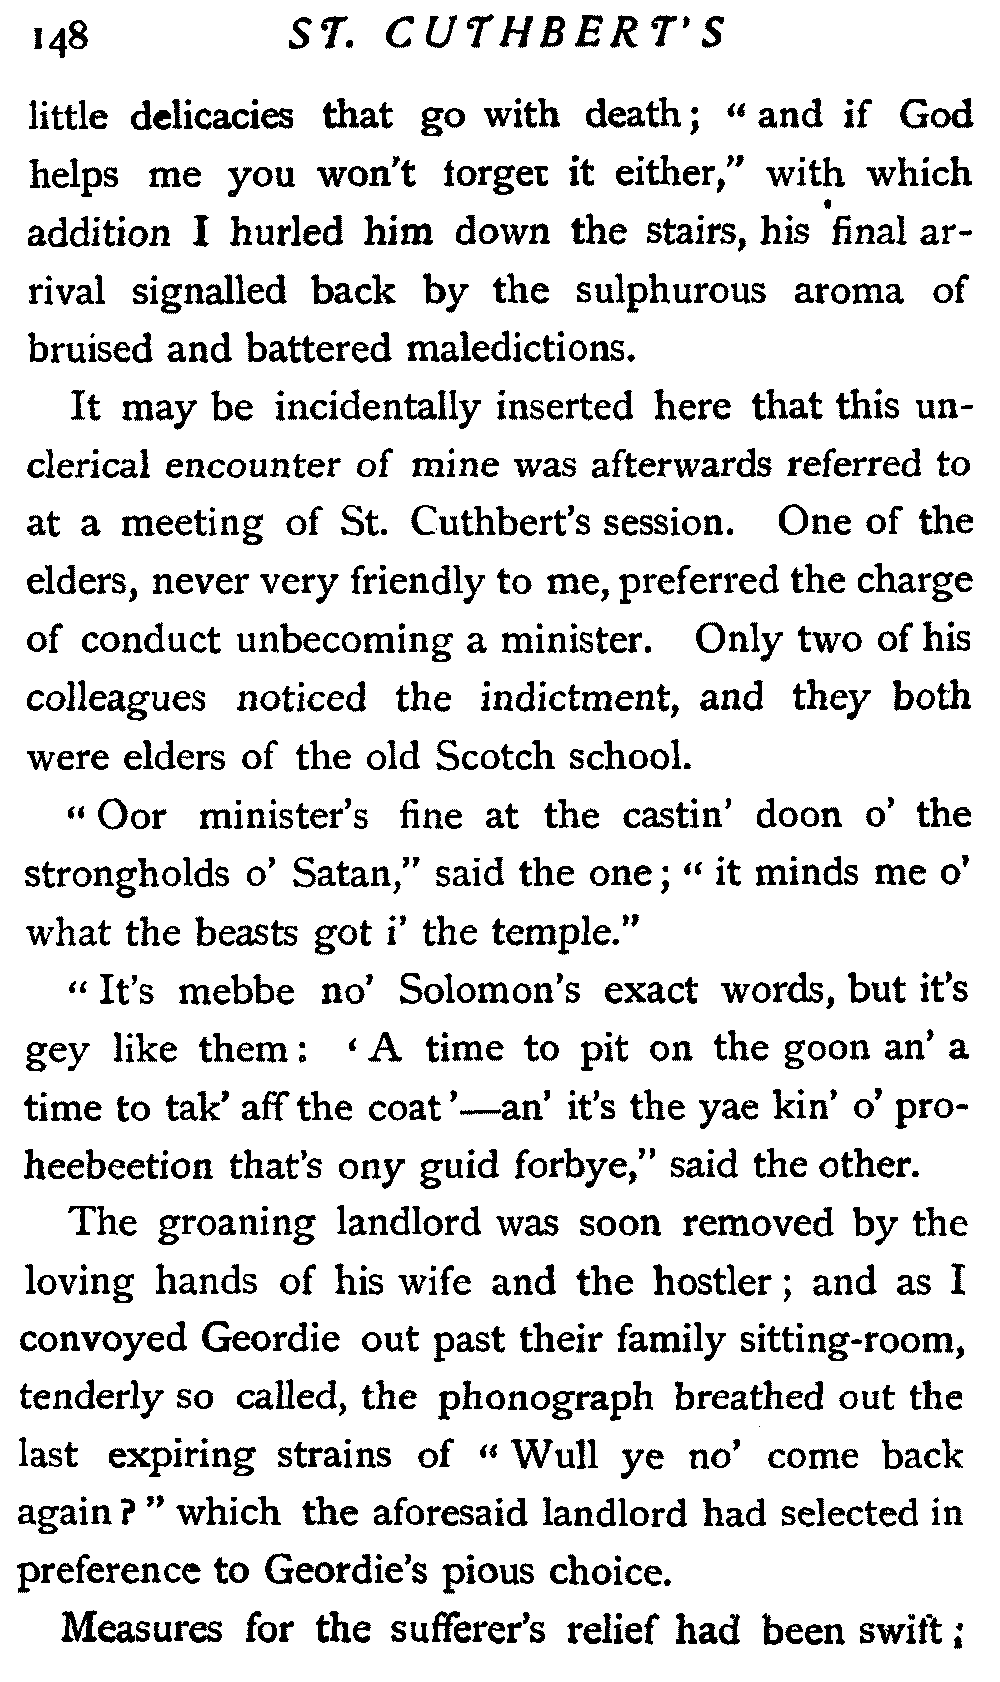 148 ST. CUTHBERT'S
little delicacies that go with death; “ and if God
helps me you won't forget it either,” with which
addition I hurled him down the stairs, his final ar-
rival signalled back by the sulphurous aroma of
bruised and battered maledictions.
It may be incidentally inserted here that this un-
clerical encounter of mine was afterwards referred to
at a meeting of St. Cuthbert's session. One of the
elders, never very friendly to me, preferred the charge
of conduct unbecoming a minister. Only two of his
colleagues noticed the indictment, and they both
were elders of the old Scotch school.
“ Oor minister's fine at the castin' doon o' the
strongholds o' Satan,” said the one; “ it minds me o'
what the beasts got i' the temple.”
“ It's mebbe no' Solomon's exact words, but it's
gey like them: ‘ A time to pit on the goon an' a
time to tak' aff the coat ’—an' it's the yae kin' o' pro-
heebeetion that's ony guid forbye,” said the other.
The groaning landlord was soon removed by the
loving hands of his wife and the hostler; and as I
convoyed Geordie out past their family sitting-room,
tenderly so called, the phonograph breathed out the
last expiring strains of “ Wull ye no' come back
again? ” which the aforesaid landlord had selected in
preference to Geordie's pious choice.
Measures for the sufferer's relief had been swift;